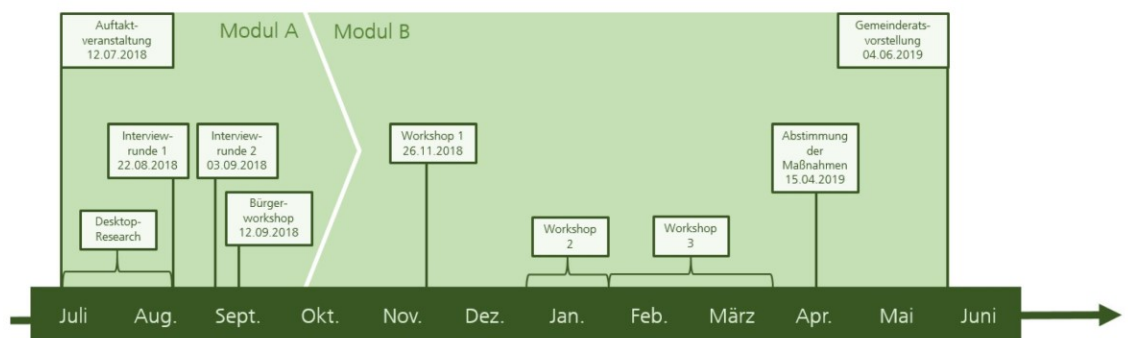 Auftakt-
veranstaltung
12.07.2018
Modul A
Modul B
Gemeinderats-
vorstellung
04.06.2019
Interview-
runde 1
22.08.2018
Interview-
runde 2
03.09.2018
Workshop 1
26.11.2018
Abstimmung
der
Maßnahmen
15.04.2019
Desktop-
Research
Bürger-
workshop
12.09.2018
Workshop
2
Workshop
3
Juli Aug. Sept. Okt. Nov. Dez. Jan. Feb. März Apr. Mai Juni